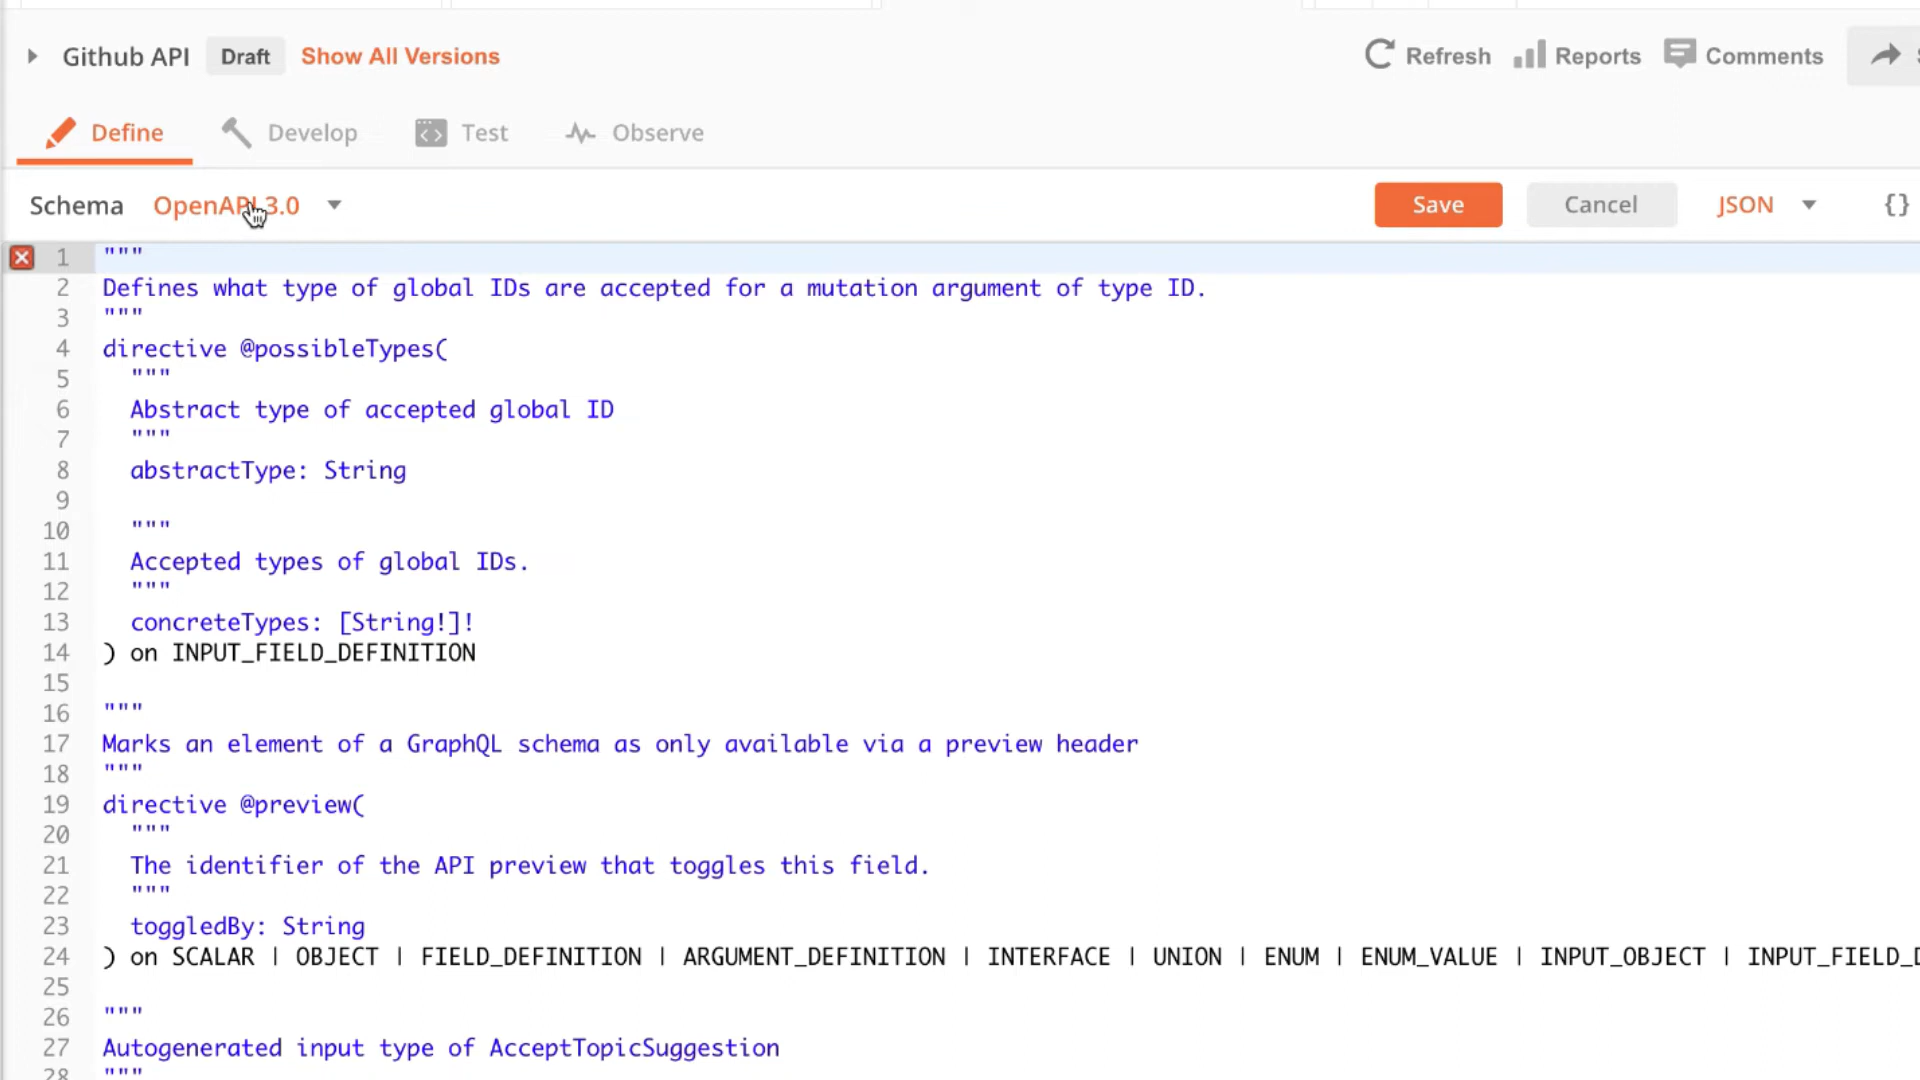 Github API Draft Show All Versions Refresh Reports Comments
Define Develop Test Observe
Schema OpenAPI 3.0 Save Cancel JSON {}
1 """
2 Defines what type of global IDs are accepted for a mutation argument of type ID.
3 """
4 directive @possibleTypes(
5 """
6 Abstract type of accepted global ID
7 """
8 abstractType: String
9
10 """
11 Accepted types of global IDs.
12 """
13 concreteTypes: [String!]!
14 ) on INPUT_FIELD_DEFINITION
15
16 """
17 Marks an element of a GraphQL schema as only available via a preview header
18 """
19 directive @preview(
20 """
21 The identifier of the API preview that toggles this field.
22 """
23 toggledBy: String
24 ) on SCALAR | OBJECT | FIELD_DEFINITION | ARGUMENT_DEFINITION | INTERFACE | UNION | ENUM | ENUM_VALUE | INPUT_OBJECT | INPUT_FIELD_D
25
26 """
27 Autogenerated input type of AcceptTopicSuggestion
28 """